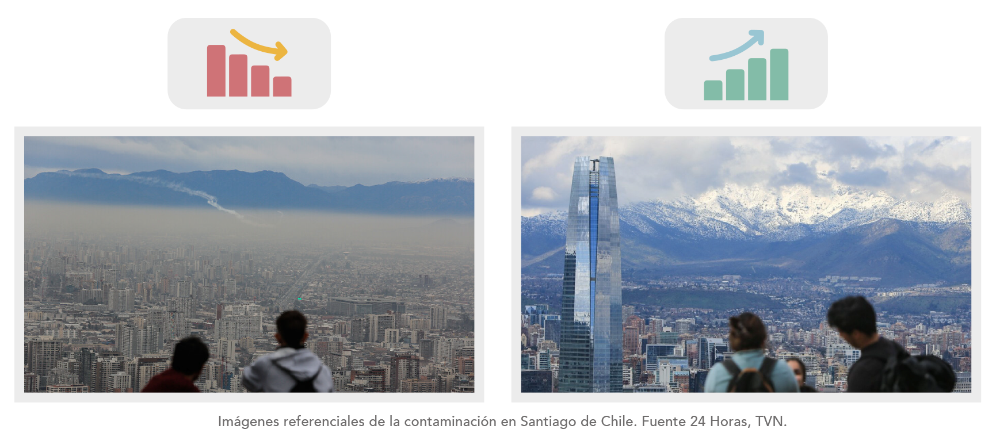 Imágenes referenciales de la contaminación en Santiago de Chile. Fuente 24 Horas, TVN.